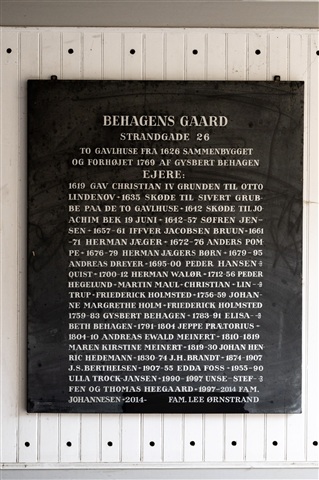 BEHAGENS GAARD
STRANDGADE 26
TO GAVLHUSE FRA 1626 SAMMENBYGGET
OG FORHØJET 1769 AF GYSBERT BEHAGEN
EJERE:
1619 GAV CHRISTIAN IV GRUNDEN TIL OTTO
LINDENOV - 1635 SKØDE TIL SIVERT GRUB-
BE PAA DE TO GAVLHUSE - 1642 SKØDE TIL JO
ACHIM BEK 19 JUNI - 1642-57 SØFREN JEN-
SEN - 1657-61 IFFVER JACOBSEN BRUUN - 1661
-71 HERMAN JÆGER - 1672-76 ANDERS POM
PE - 1676-79 HERMAN JÆGERS BØRN - 1679-95
ANDREAS DREYER - 1695-00 PEDER HANSEN
QUIST - 1700-12 HERMAN WALØR - 1712-56 PEDER
HEGELUND - MARTIN MAUL - CHRISTIAN - LIN-
TRUP - FRIEDERICK HOLMSTED - 1756-59 JOHAN-
NE MARGRETHE HOLM - FRIEDERICK HOLMSTED
1759-83 GYSBERT BEHAGEN - 1783-91 ELISA-
BETH BEHAGEN - 1791-1804 JEPPE PRÆTORIUS -
1804-10 ANDREAS EWALD MEINERT - 1810-1819
MAREN KIRSTINE MEINERT - 1819-30 JOHAN HEN
RIC HEDEMANN - 1830-74 J.H. BRANDT - 1874-1907
J.S. BERTHELSEN - 1907-55 EDDA FOSS - 1955-90
ULLA TROCK-JANSEN - 1990-1997 UNSE-STEF-
FEN OG THOMAS HEEGAARD - 1997-2014 FAM.
JOHANNESEN - 2014- FAM. LEE ØRNSTRAND